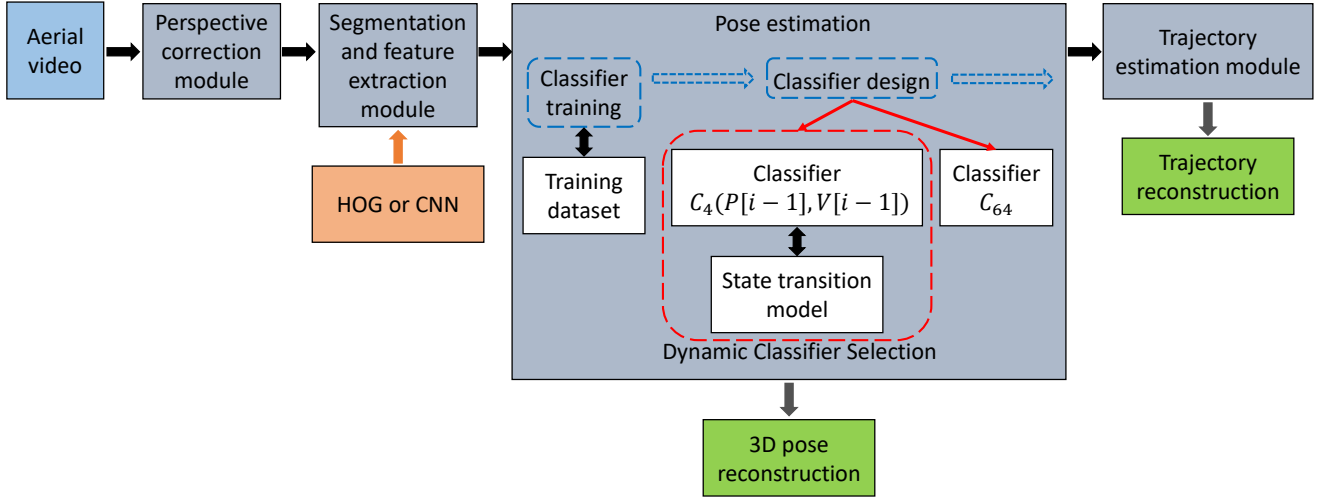 Aerial
video
Perspective
correction
module
Segmentation
and feature
extraction
module
HOG or CNN
Pose estimation
Classifier
training
Classifier design
Training
dataset
Classifier
C₄(P[i − 1], V[i − 1])
Classifier
C₆₄
State transition
model
Dynamic Classifier Selection
3D pose
reconstruction
Trajectory
estimation module
Trajectory
reconstruction